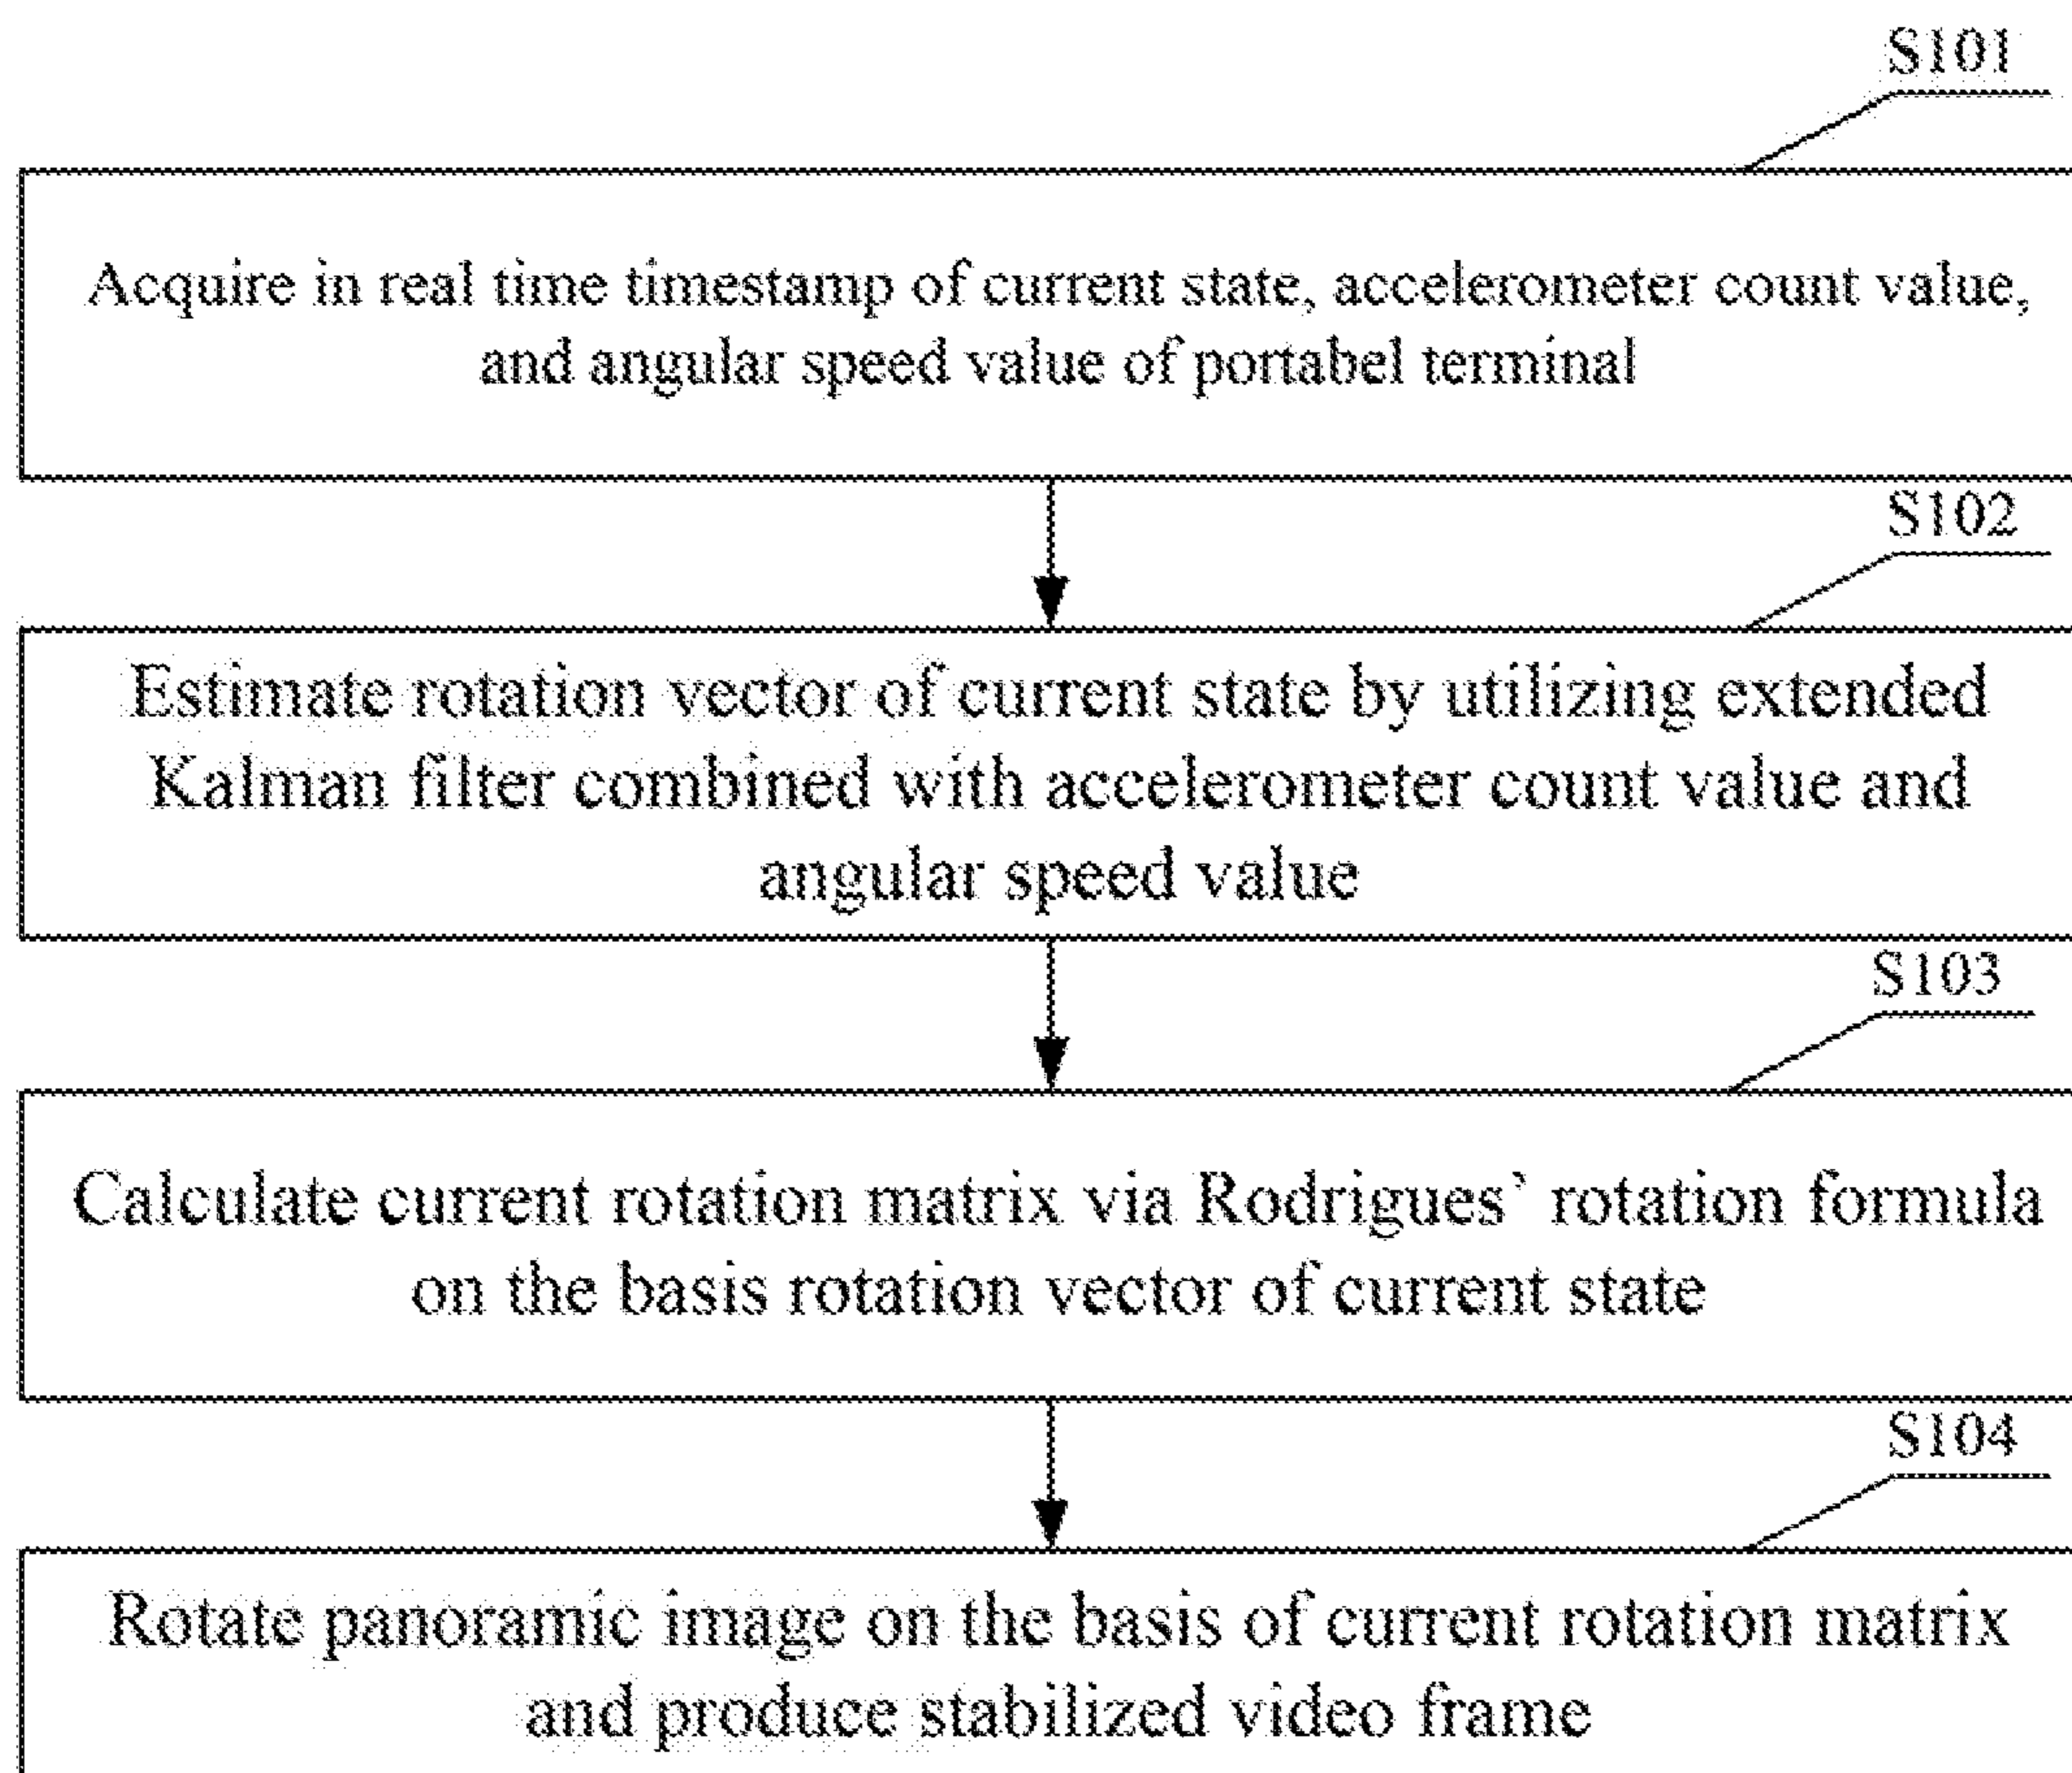 S101
Acquire in real time timestamp of current state, accelerometer count value,
and angular speed value of portabel terminal
S102
Estimate rotation vector of current state by utilizing extended
Kalman filter combined with accelerometer count value and
angular speed value
S103
Calculate current rotation matrix via Rodrigues` rotation formula
on the basis rotation vector of current state
S104
Rotate panoramic image on the basis of current rotation matrix
and produce stabilized video frame